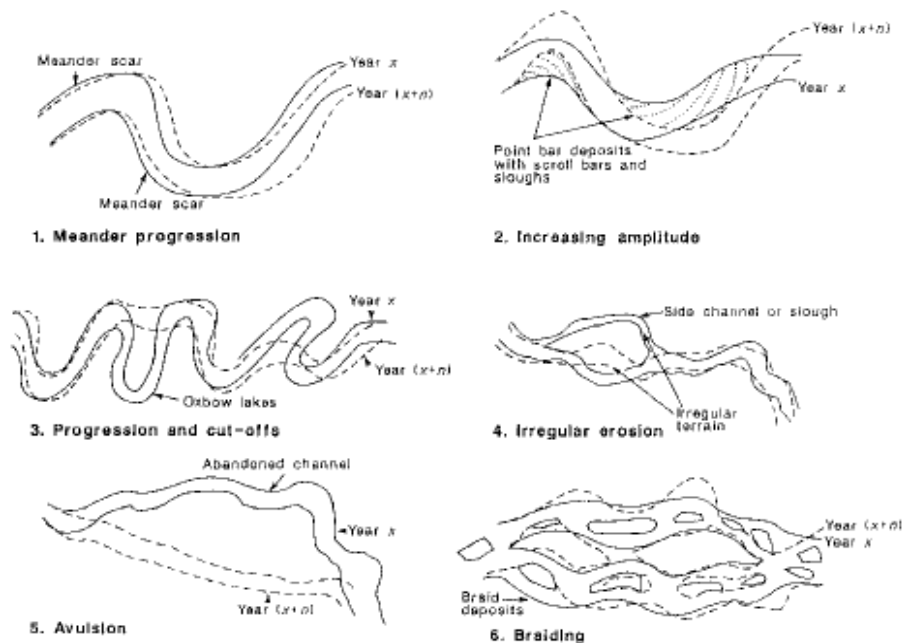 Meander scar
Year x
Year (x+n)
Meander scar
1. Meander progression
Year (x+n)
Year x
Point bar deposits
with scroll bars and
sloughs
2. Increasing amplitude
Year x
Year (x+n)
Oxbow lakes
3. Progression and cut-offs
Side channel or slough
Irregular
terrain
4. Irregular erosion
Abandoned channel
Year x
Year (x+n)
5. Avulsion
Year (x+n)
Year x
Braid
deposits
6. Braiding